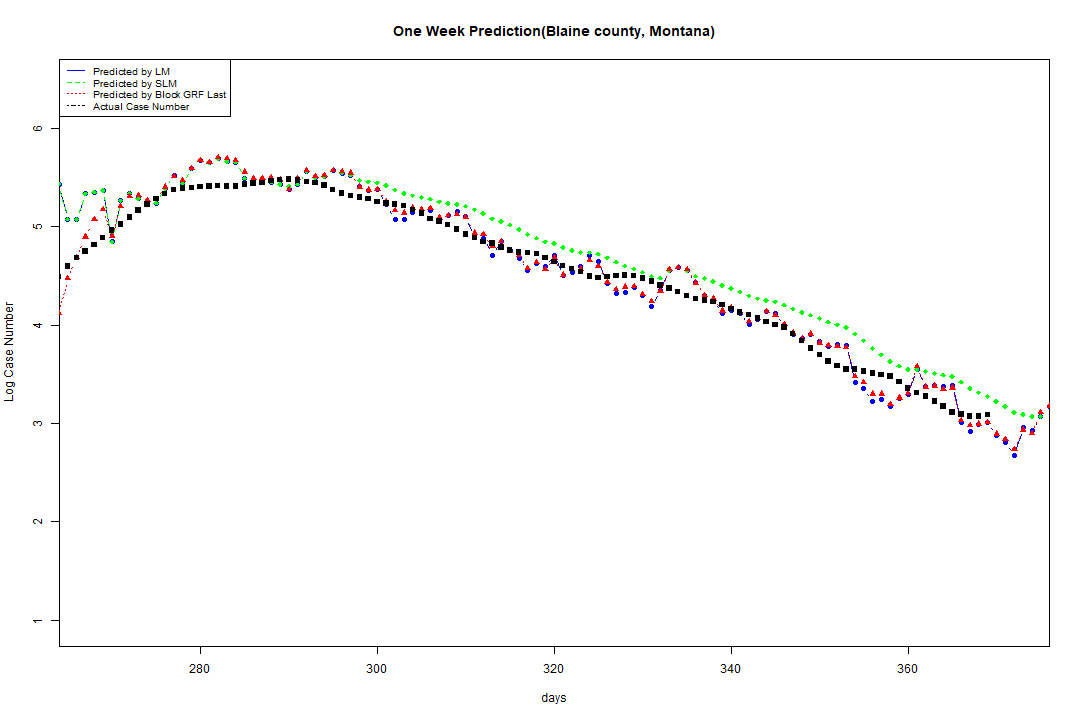 One Week Prediction(Blaine county, Montana)
Predicted by LM
Predicted by SLM
Predicted by Block GRF Last
Actual Case Number
Log Case Number
6
5
4
3
2
1
280 300 320 340 360
days